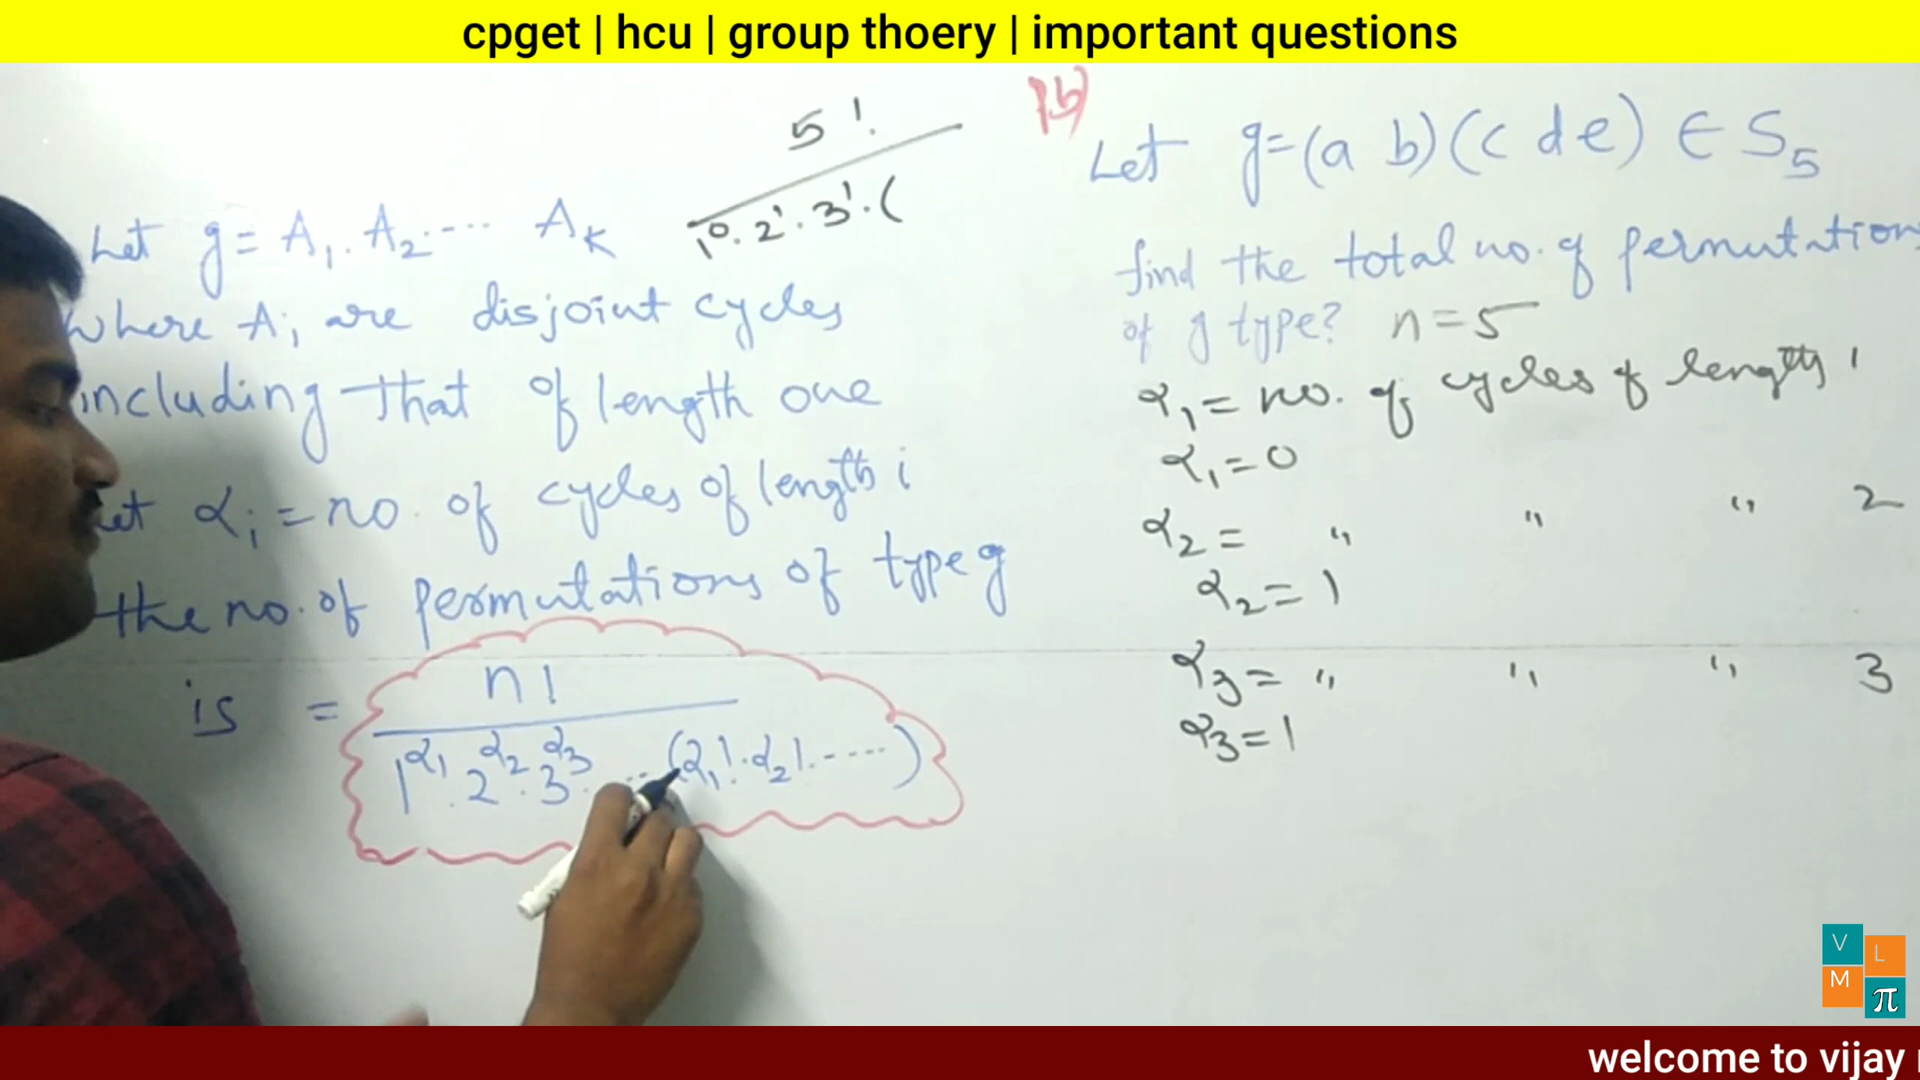 cpget | hcu | group thoery | important questions
5!
1⁰. 2¹. 3¹. (
Let g = A₁. A₂. ---- Aₖ
where Aᵢ are disjoint cycles
including that of length one
αᵢ = no. of cycles of length i
the no. of permutations of type g
is = n!
1^α₁ . 2^α₂ . 3^α₃ . --- (α₁! . α₂! . ----)
Let g = (a b) (c d e) ∈ S₅
find the total no. of permutation
of g type? n = 5
α₁ = no. of cycles of length 1
α₁ = 0
α₂ = " " " 2
α₂ = 1
α₃ = " " " 3
α₃ = 1
V L
M π
welcome to vijay